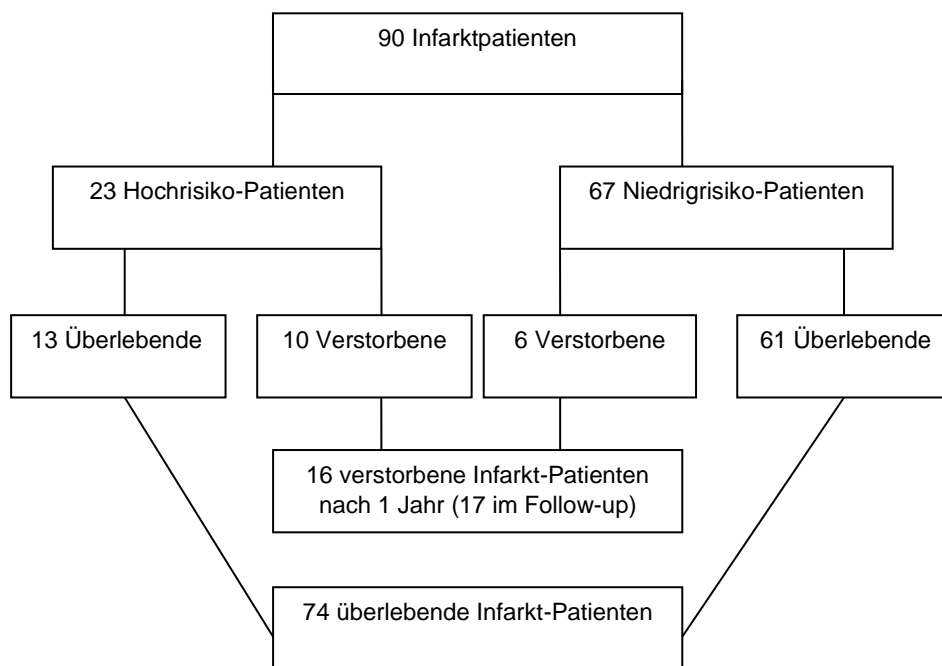 90 Infarktpatienten
23 Hochrisiko-Patienten
67 Niedrigrisiko-Patienten
13 Überlebende
10 Verstorbene
6 Verstorbene
61 Überlebende
16 verstorbene Infarkt-Patienten
nach 1 Jahr (17 im Follow-up)
74 überlebende Infarkt-Patienten